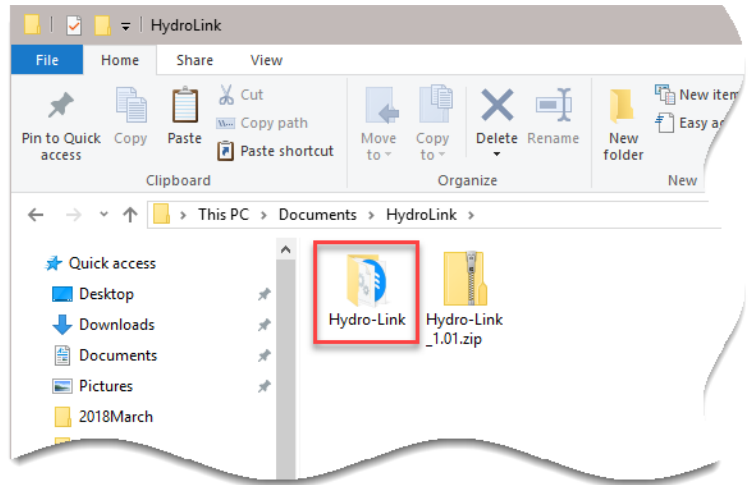 HydroLink
File Home Share View
Pin to Quick access
Copy
Paste
Cut
Copy path
Paste shortcut
Move to
Copy to
Delete
Rename
New folder
New item
Easy ac
Clipboard Organize New
This PC > Documents > HydroLink >
Quick access
Desktop
Downloads
Documents
Pictures
2018March
Hydro-Link
Hydro-Link
_1.01.zip